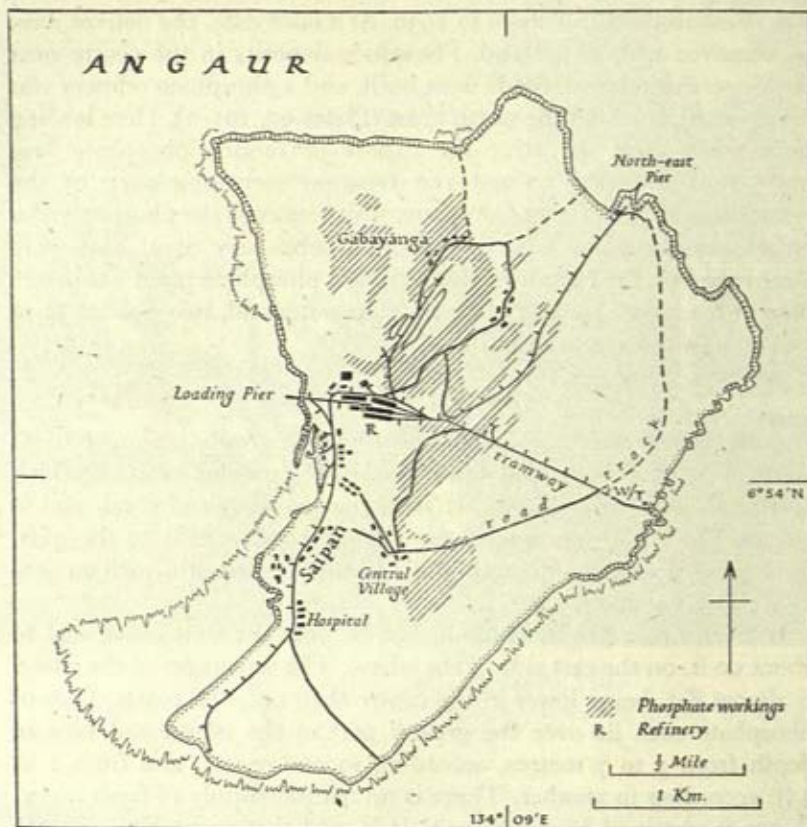 ANGAUR
North-east
Pier
Gabayanga
Loading Pier
R
tramway
track
W/T
6° 54'N
road
Saipan
Central
Village
Hospital
Phosphate workings
R Refinery
½ Mile
1 Km.
134° 09'E